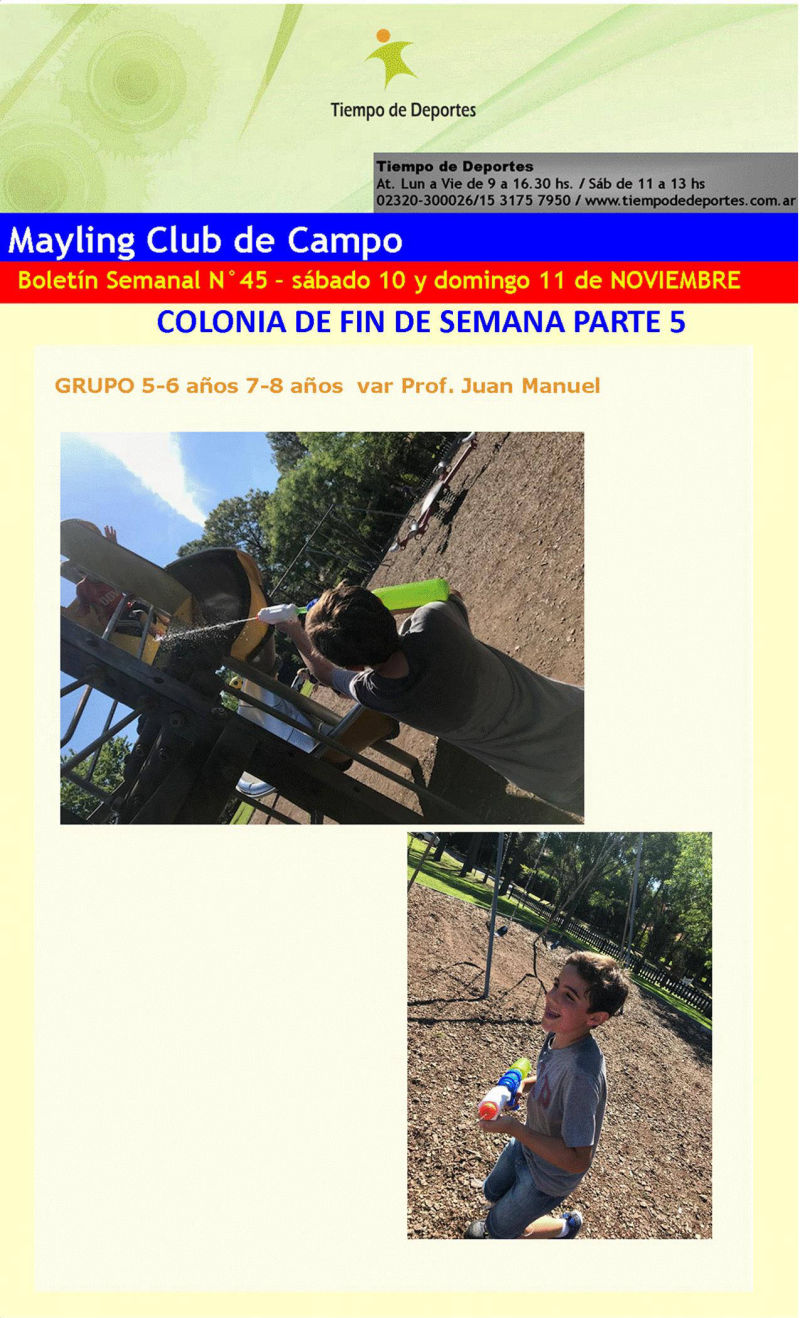 Tiempo de Deportes
Tiempo de Deportes
At. Lun a Vie de 9 a 16.30 hs. / Sáb de 11 a 13 hs
02320-300026/15 3175 7950 / www.tiempodedeportes.com.ar
Mayling Club de Campo
Boletín Semanal N°45 – sábado 10 y domingo 11 de NOVIEMBRE
COLONIA DE FIN DE SEMANA PARTE 5
GRUPO 5-6 años 7-8 años  var Prof. Juan Manuel